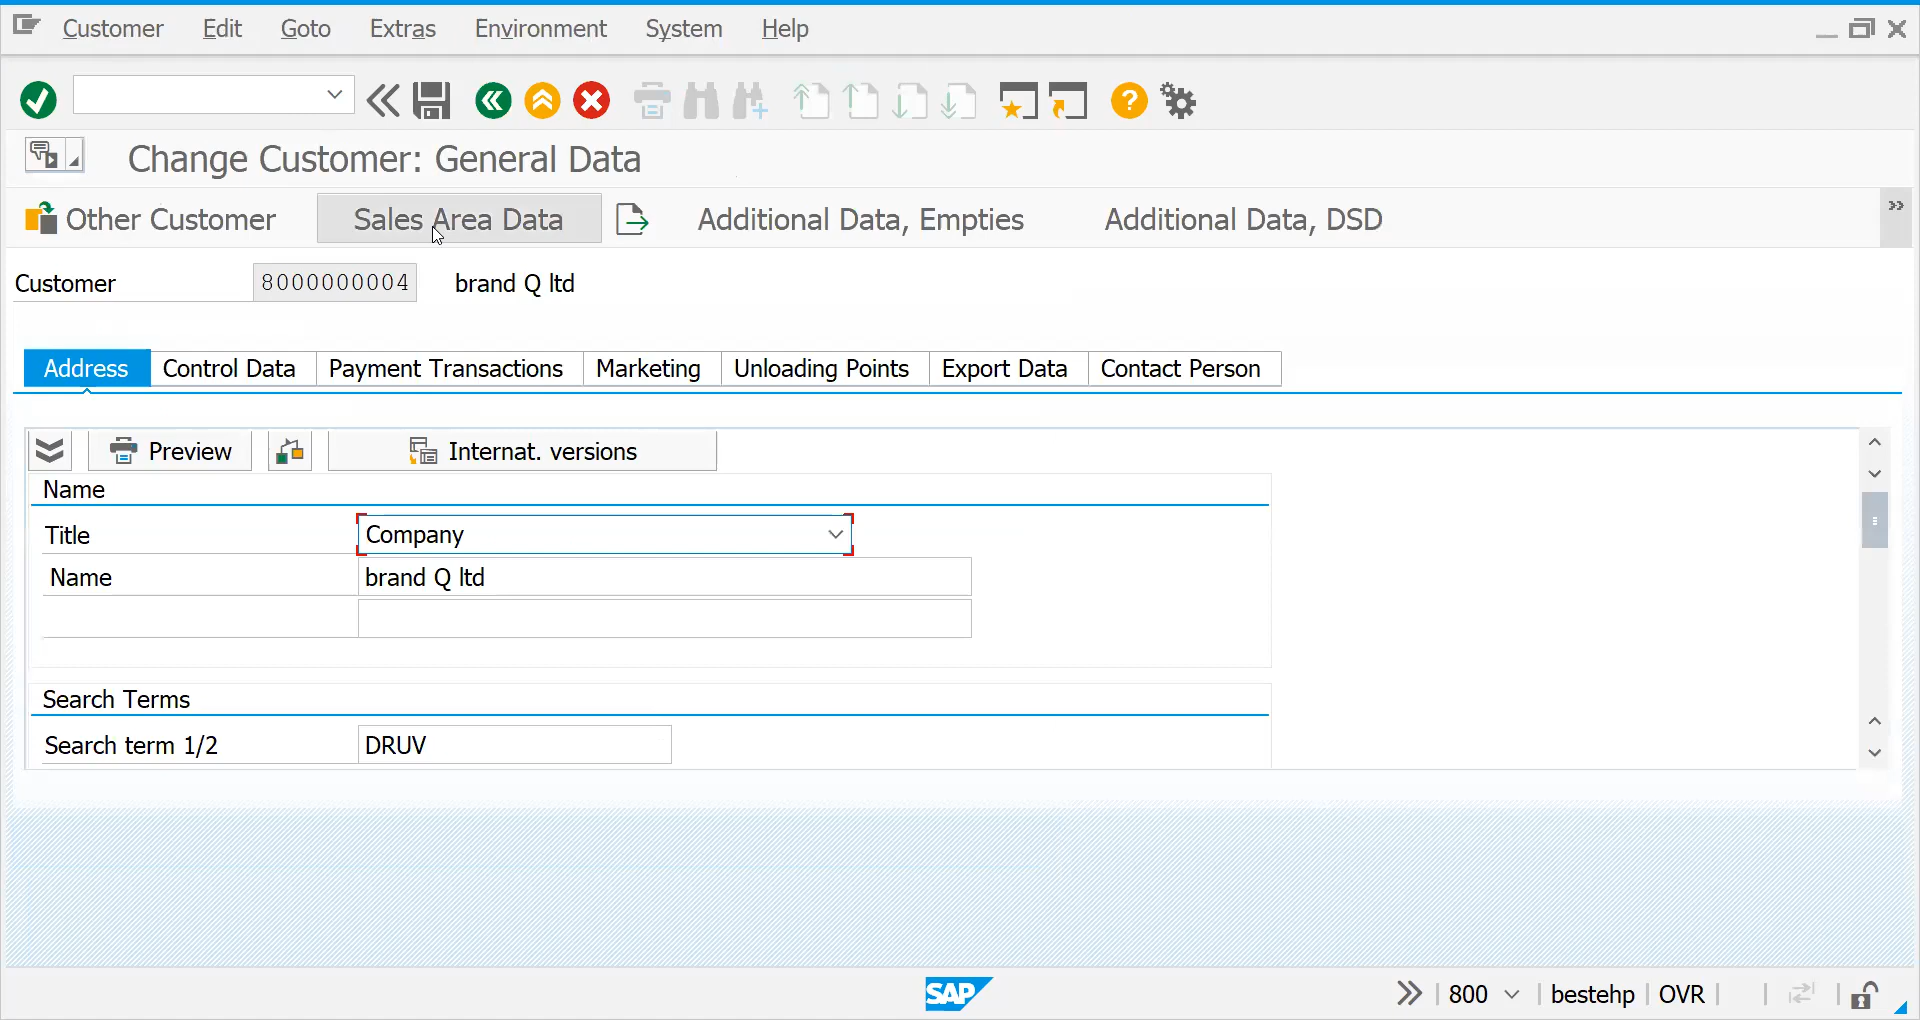 Customer Edit Goto Extras Environment System Help
Change Customer: General Data
Other Customer Sales Area Data Additional Data, Empties Additional Data, DSD
Customer 8000000004 brand Q ltd
Address Control Data Payment Transactions Marketing Unloading Points Export Data Contact Person
Preview Internat. versions
Name
Title Company
Name brand Q ltd
Search Terms
Search term 1/2 DRUV
SAP 800 bestehp OVR